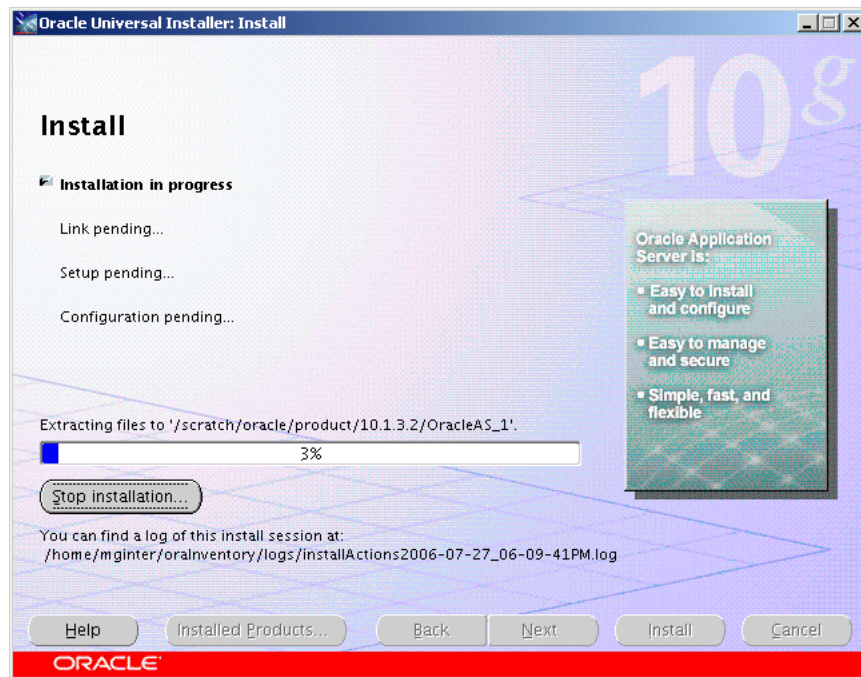 Oracle Universal Installer: Install
10g
Install
Installation in progress
Link pending...
Setup pending...
Configuration pending...
Oracle Application
Server is:
• Easy to install
and configure
• Easy to manage
and secure
• Simple, fast, and
flexible
Extracting files to '/scratch/oracle/product/10.1.3.2/OracleAS_1'.
3%
Stop installation...
You can find a log of this install session at:
/home/mginter/oraInventory/logs/installActions2006-07-27_06-09-41PM.log
Help Installed Products... Back Next Install Cancel
ORACLE